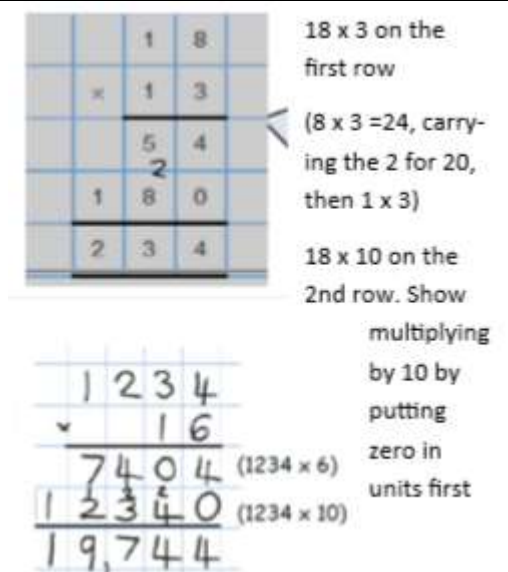 1 8
× 1 3
5 4
2
1 8 0
2 3 4
18 x 3 on the
first row
(8 x 3 =24, carry-
ing the 2 for 20,
then 1 x 3)
18 x 10 on the
2nd row. Show
multiplying
by 10 by
putting
zero in
units first
1 2 3 4
× 1 6
7 4 0 4 (1234 x 6)
1 2 3 4 0 (1234 x 10)
1 9,7 4 4